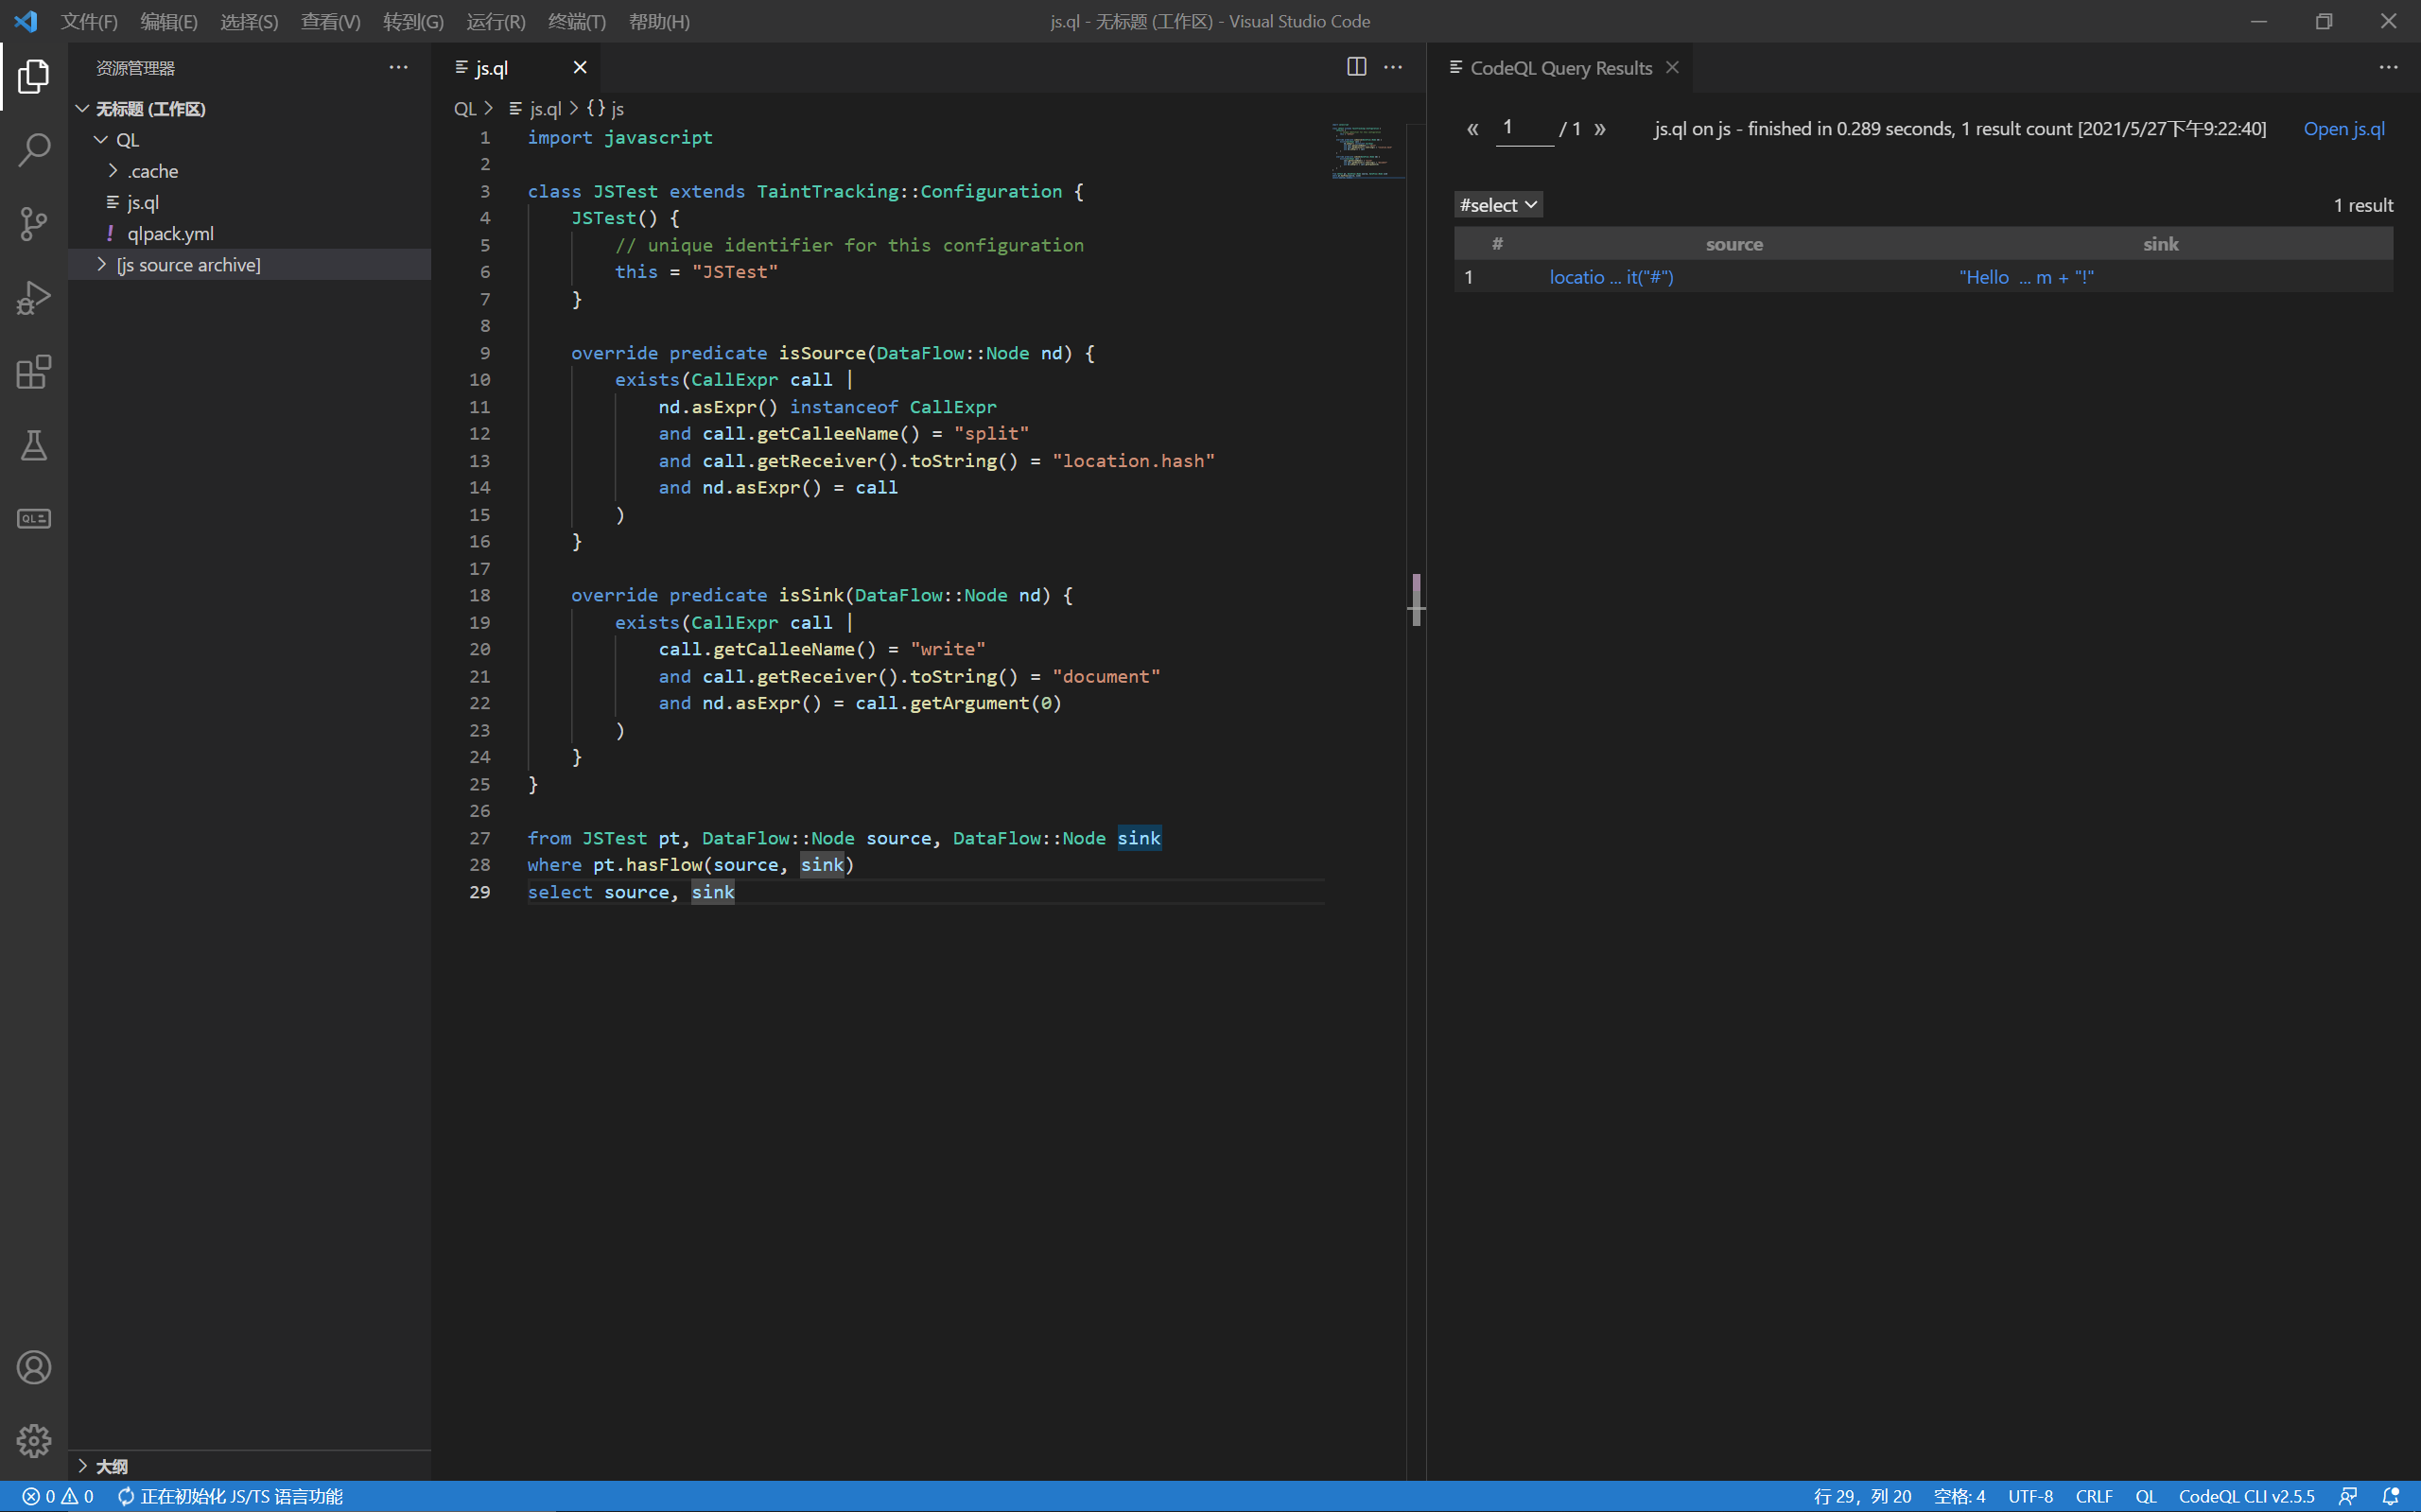 文件(F) 编辑(E) 选择(S) 查看(V) 转到(G) 运行(R) 终端(T) 帮助(H)
js.ql - 无标题 (工作区) - Visual Studio Code
资源管理器
无标题 (工作区)
QL
.cache
js.ql
! qlpack.yml
[js source archive]
大纲
js.ql
QL > js.ql > {} js
1 import javascript
2
3 class JSTest extends TaintTracking::Configuration {
4     JSTest() {
5         // unique identifier for this configuration
6         this = "JSTest"
7     }
8
9     override predicate isSource(DataFlow::Node nd) {
10         exists(CallExpr call |
11             nd.asExpr() instanceof CallExpr
12             and call.getCalleeName() = "split"
13             and call.getReceiver().toString() = "location.hash"
14             and nd.asExpr() = call
15         )
16     }
17
18     override predicate isSink(DataFlow::Node nd) {
19         exists(CallExpr call |
20             call.getCalleeName() = "write"
21             and call.getReceiver().toString() = "document"
22             and nd.asExpr() = call.getArgument(0)
23         )
24     }
25 }
26
27 from JSTest pt, DataFlow::Node source, DataFlow::Node sink
28 where pt.hasFlow(source, sink)
29 select source, sink
CodeQL Query Results
« 1 / 1 » js.ql on js - finished in 0.289 seconds, 1 result count [2021/5/27下午9:22:40] Open js.ql
#select 1 result
# source sink
1 locatio ... it("#") "Hello ... m + "!"
0 0 正在初始化 JS/TS 语言功能
行 29，列 20 空格: 4 UTF-8 CRLF QL CodeQL CLI v2.5.5